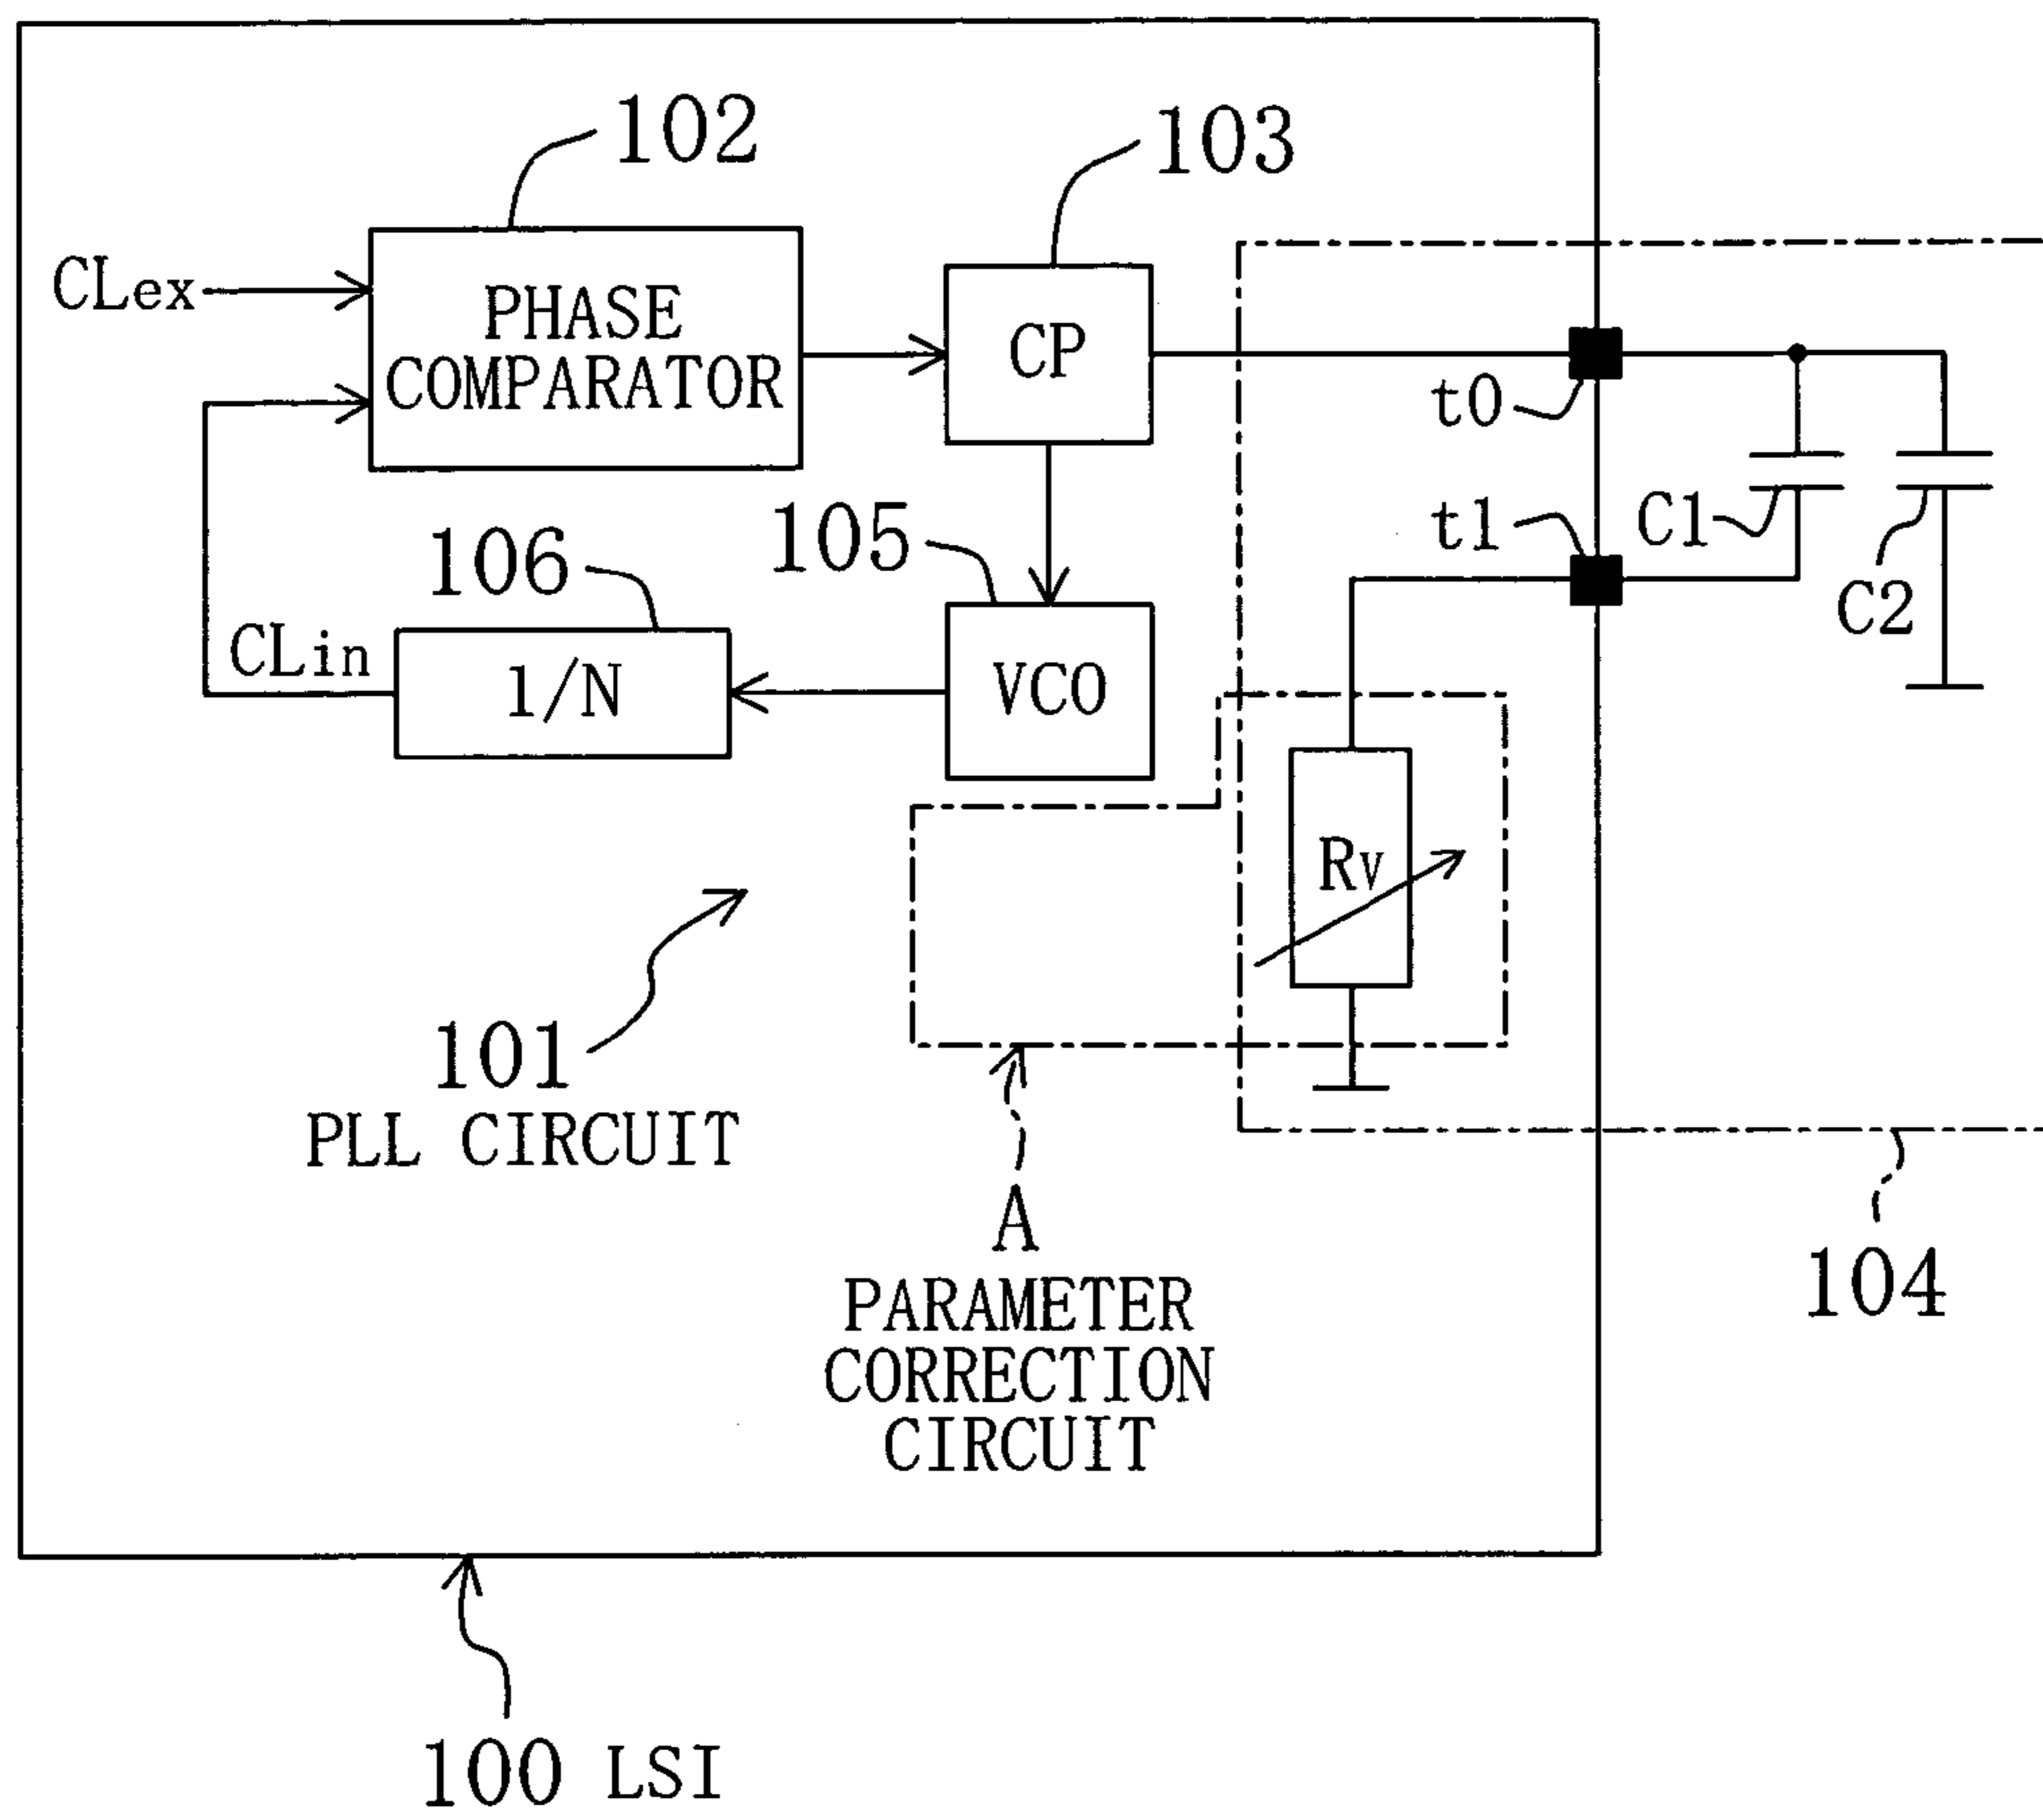 102
103
CLex
PHASE
COMPARATOR
CP
t0
t1
C1
C2
105
106
CLin
1/N
VCO
Rv
101
PLL CIRCUIT
A
PARAMETER
CORRECTION
CIRCUIT
104
100 LSI